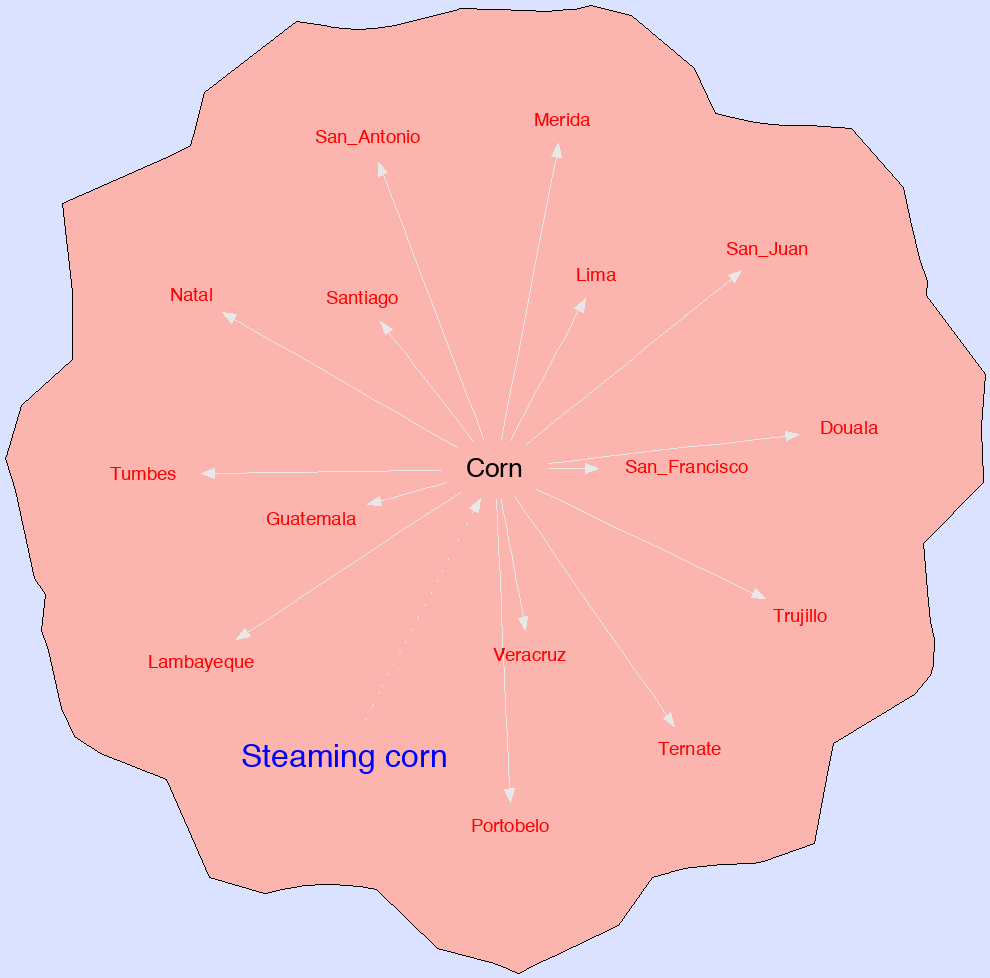 Merida
San_Antonio
San_Juan
Lima
Natal
Santiago
Douala
Corn
San_Francisco
Tumbes
Guatemala
Trujillo
Veracruz
Lambayeque
Ternate
Steaming corn
Portobelo